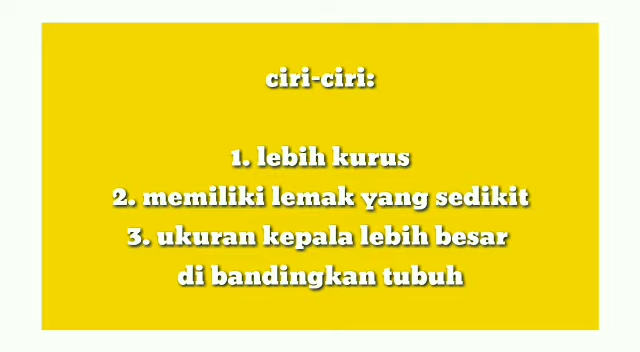 ciri-ciri:
1. lebih kurus
2. memiliki lemak yang sedikit
3. ukuran kepala lebih besar
di bandingkan tubuh